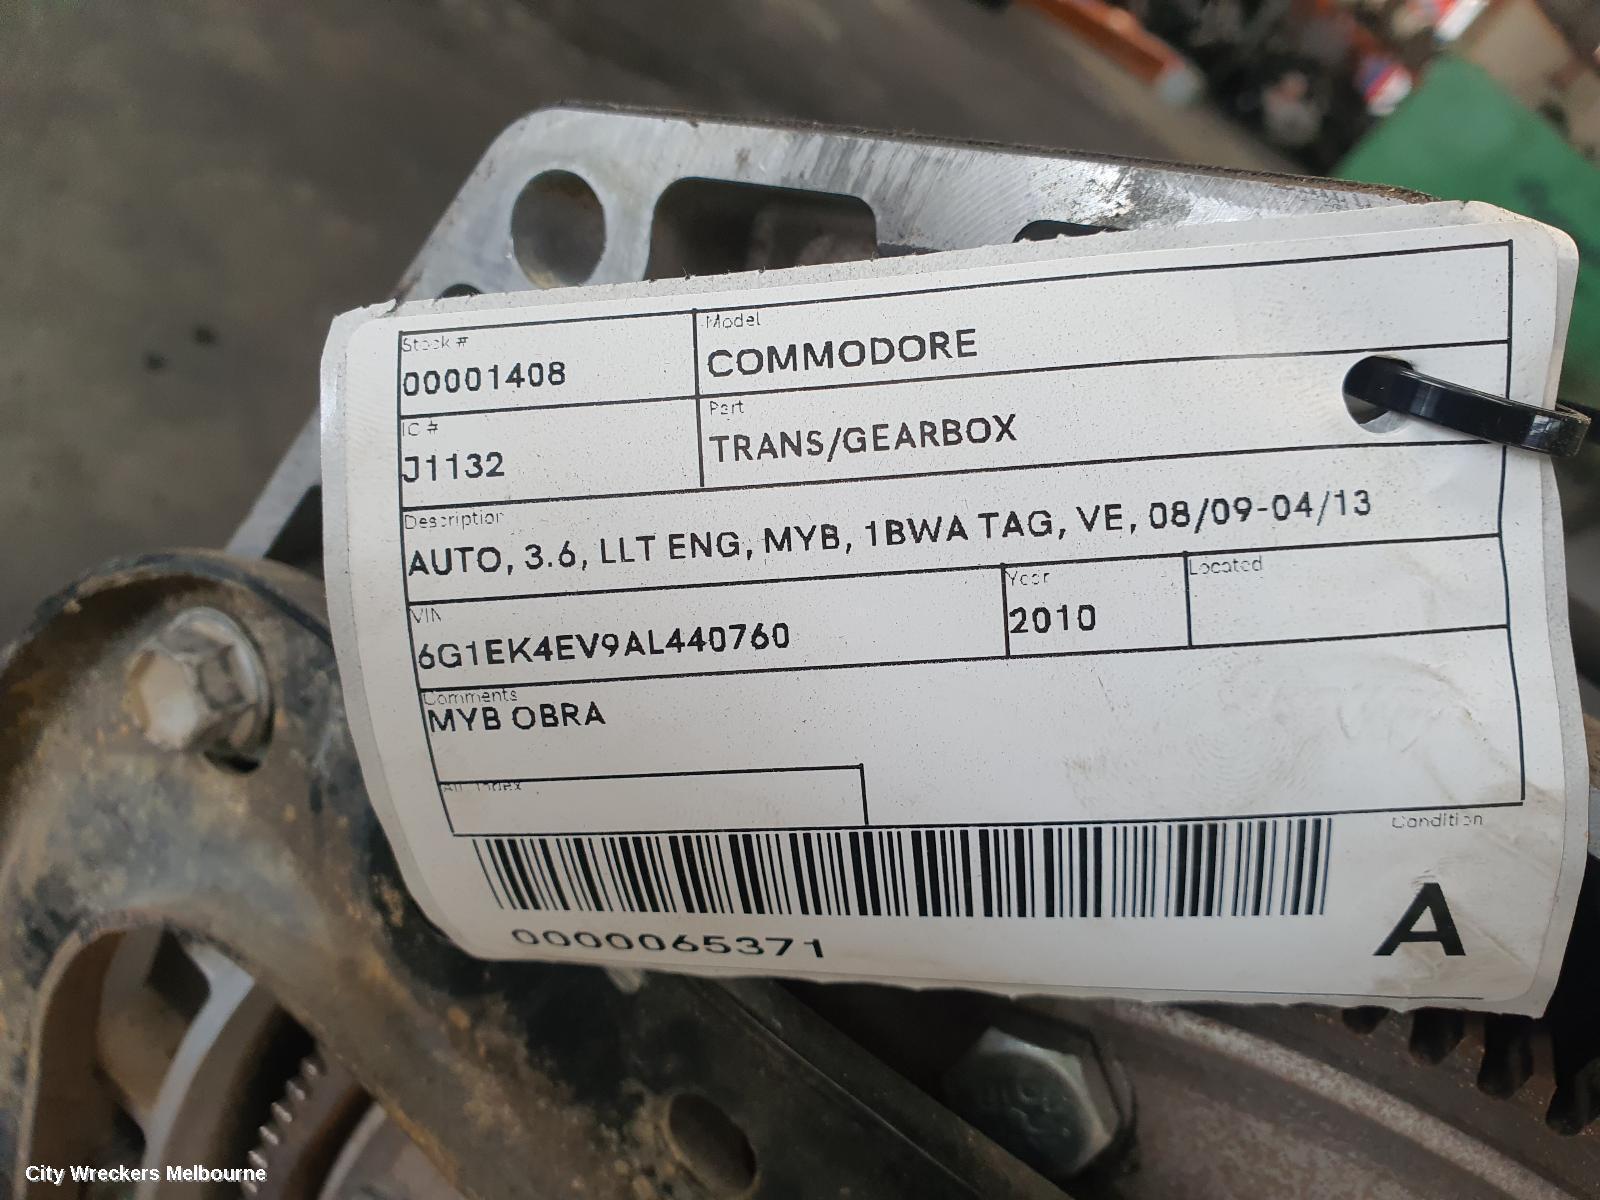 Stock #
00001408
Model
COMMODORE
IC #
J1132
Part
TRANS/GEARBOX
Description
AUTO, 3.6, LLT ENG, MYB, 1BWA TAG, VE, 08/09-04/13
VIN
6G1EK4EV9AL440760
Year
2010
Located
Comments
MYB OBRA
Condition
A
0000065371
City Wreckers Melbourne